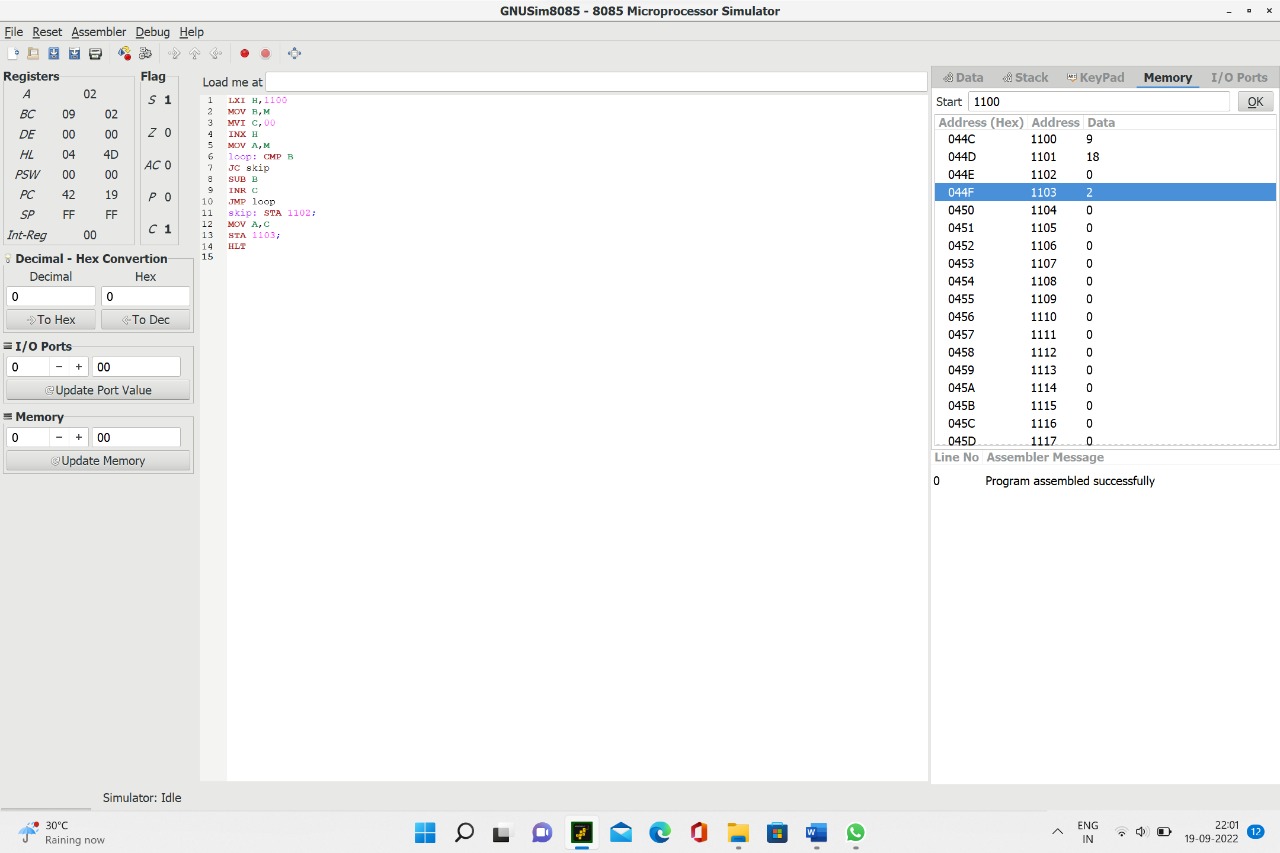 GNUSim8085 - 8085 Microprocessor Simulator
File Reset Assembler Debug Help
Registers
A 02
BC 09 02
DE 00 00
HL 04 4D
PSW 00 00
PC 42 19
SP FF FF
Int-Reg 00
Flag
S 1
Z 0
AC 0
P 0
C 1
Decimal - Hex Convertion
Decimal Hex
0 0
To Hex To Dec
I/O Ports
0 − + 00
Update Port Value
Memory
0 − + 00
Update Memory
Load me at
1 LXI H,1100
2 MOV B,M
3 MVI C,00
4 INX H
5 MOV A,M
6 loop: CMP B
7 JC skip
8 SUB B
9 INR C
10 JMP loop
11 skip: STA 1102;
12 MOV A,C
13 STA 1103;
14 HLT
15
Data Stack KeyPad Memory I/O Ports
Start 1100 OK
Address (Hex) Address Data
044C 1100 9
044D 1101 18
044E 1102 0
044F 1103 2
0450 1104 0
0451 1105 0
0452 1106 0
0453 1107 0
0454 1108 0
0455 1109 0
0456 1110 0
0457 1111 0
0458 1112 0
0459 1113 0
045A 1114 0
045B 1115 0
045C 1116 0
045D 1117 0
Line No Assembler Message
0 Program assembled successfully
Simulator: Idle
30°C
Raining now
ENG
IN
22:01
19-09-2022
12